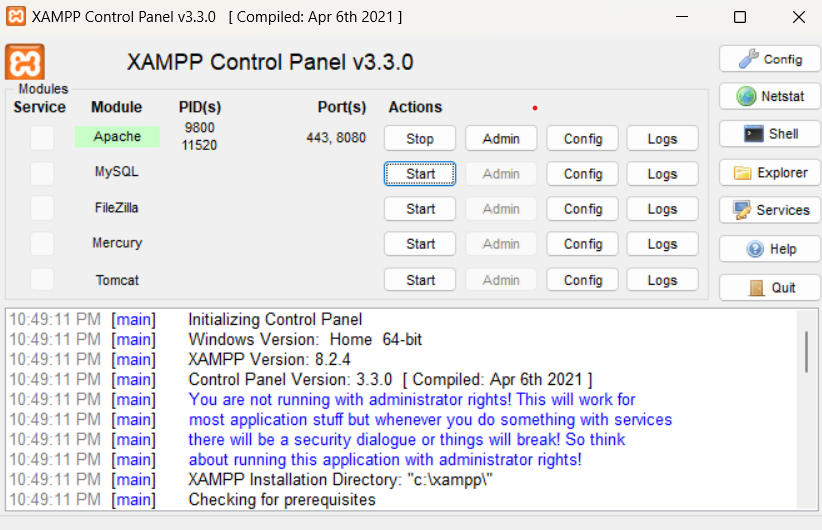 XAMPP Control Panel v3.3.0 [ Compiled: Apr 6th 2021 ]
XAMPP Control Panel v3.3.0
Config
Modules
Service Module PID(s) Port(s) Actions
Netstat
Apache 9800 11520 443, 8080 Stop Admin Config Logs
Shell
MySQL Start Admin Config Logs
Explorer
FileZilla Start Admin Config Logs
Services
Mercury Start Admin Config Logs
Help
Tomcat Start Admin Config Logs
Quit
10:49:11 PM [main] Initializing Control Panel
10:49:11 PM [main] Windows Version: Home 64-bit
10:49:11 PM [main] XAMPP Version: 8.2.4
10:49:11 PM [main] Control Panel Version: 3.3.0 [ Compiled: Apr 6th 2021 ]
10:49:11 PM [main] You are not running with administrator rights! This will work for
10:49:11 PM [main] most application stuff but whenever you do something with services
10:49:11 PM [main] there will be a security dialogue or things will break! So think
10:49:11 PM [main] about running this application with administrator rights!
10:49:11 PM [main] XAMPP Installation Directory: "c:\xampp\"
10:49:11 PM [main] Checking for prerequisites